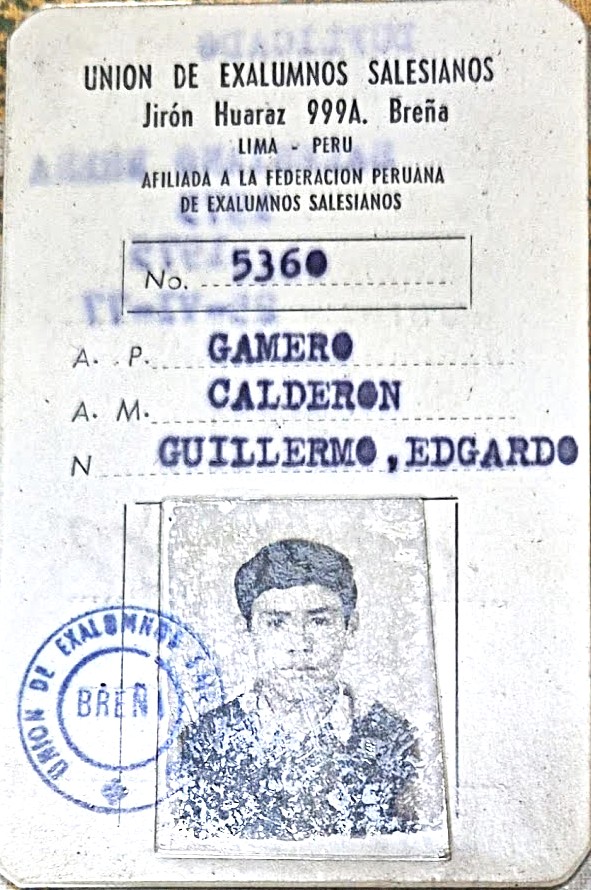 UNION DE EXALUMNOS SALESIANOS
Jirón Huaraz 999A. Breña
LIMA - PERU
AFILIADA A LA FEDERACION PERUANA
DE EXALUMNOS SALESIANOS
No. 5360
A. P. GAMERO
A. M. CALDERON
N GUILLERMO,EDGARDO
UNION DE EXALUMNOS
BREÑA